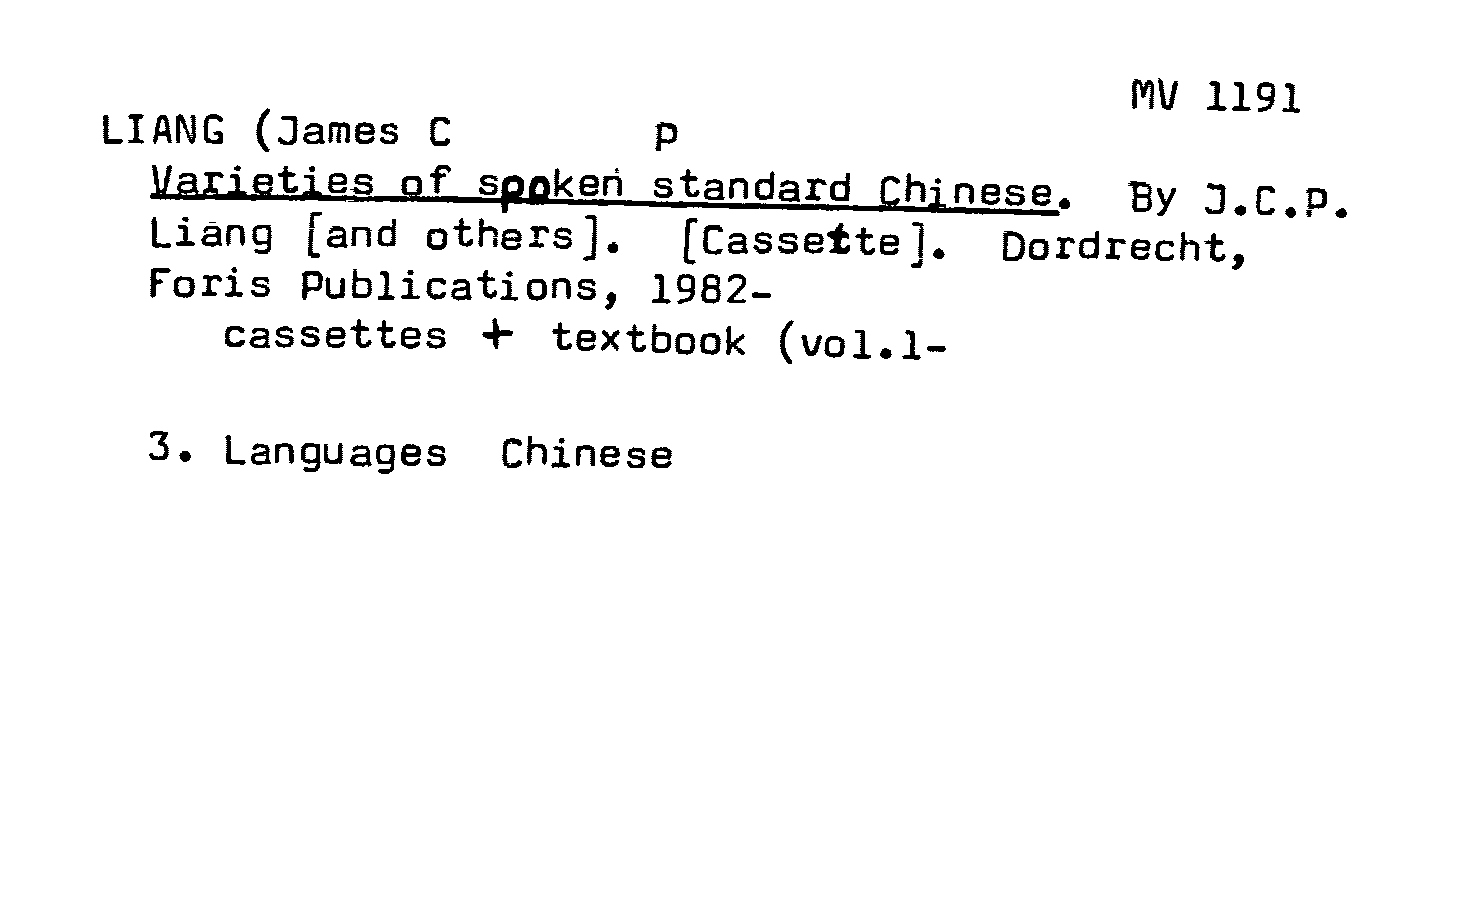 MV 1191
LIANG (James C          p
Varieties of spoken standard Chinese.  By J.C.P.
Liang [and others].  [Cassette].  Dordrecht,
Foris Publications, 1982-
cassettes + textbook (vol.1-
3. Languages  Chinese